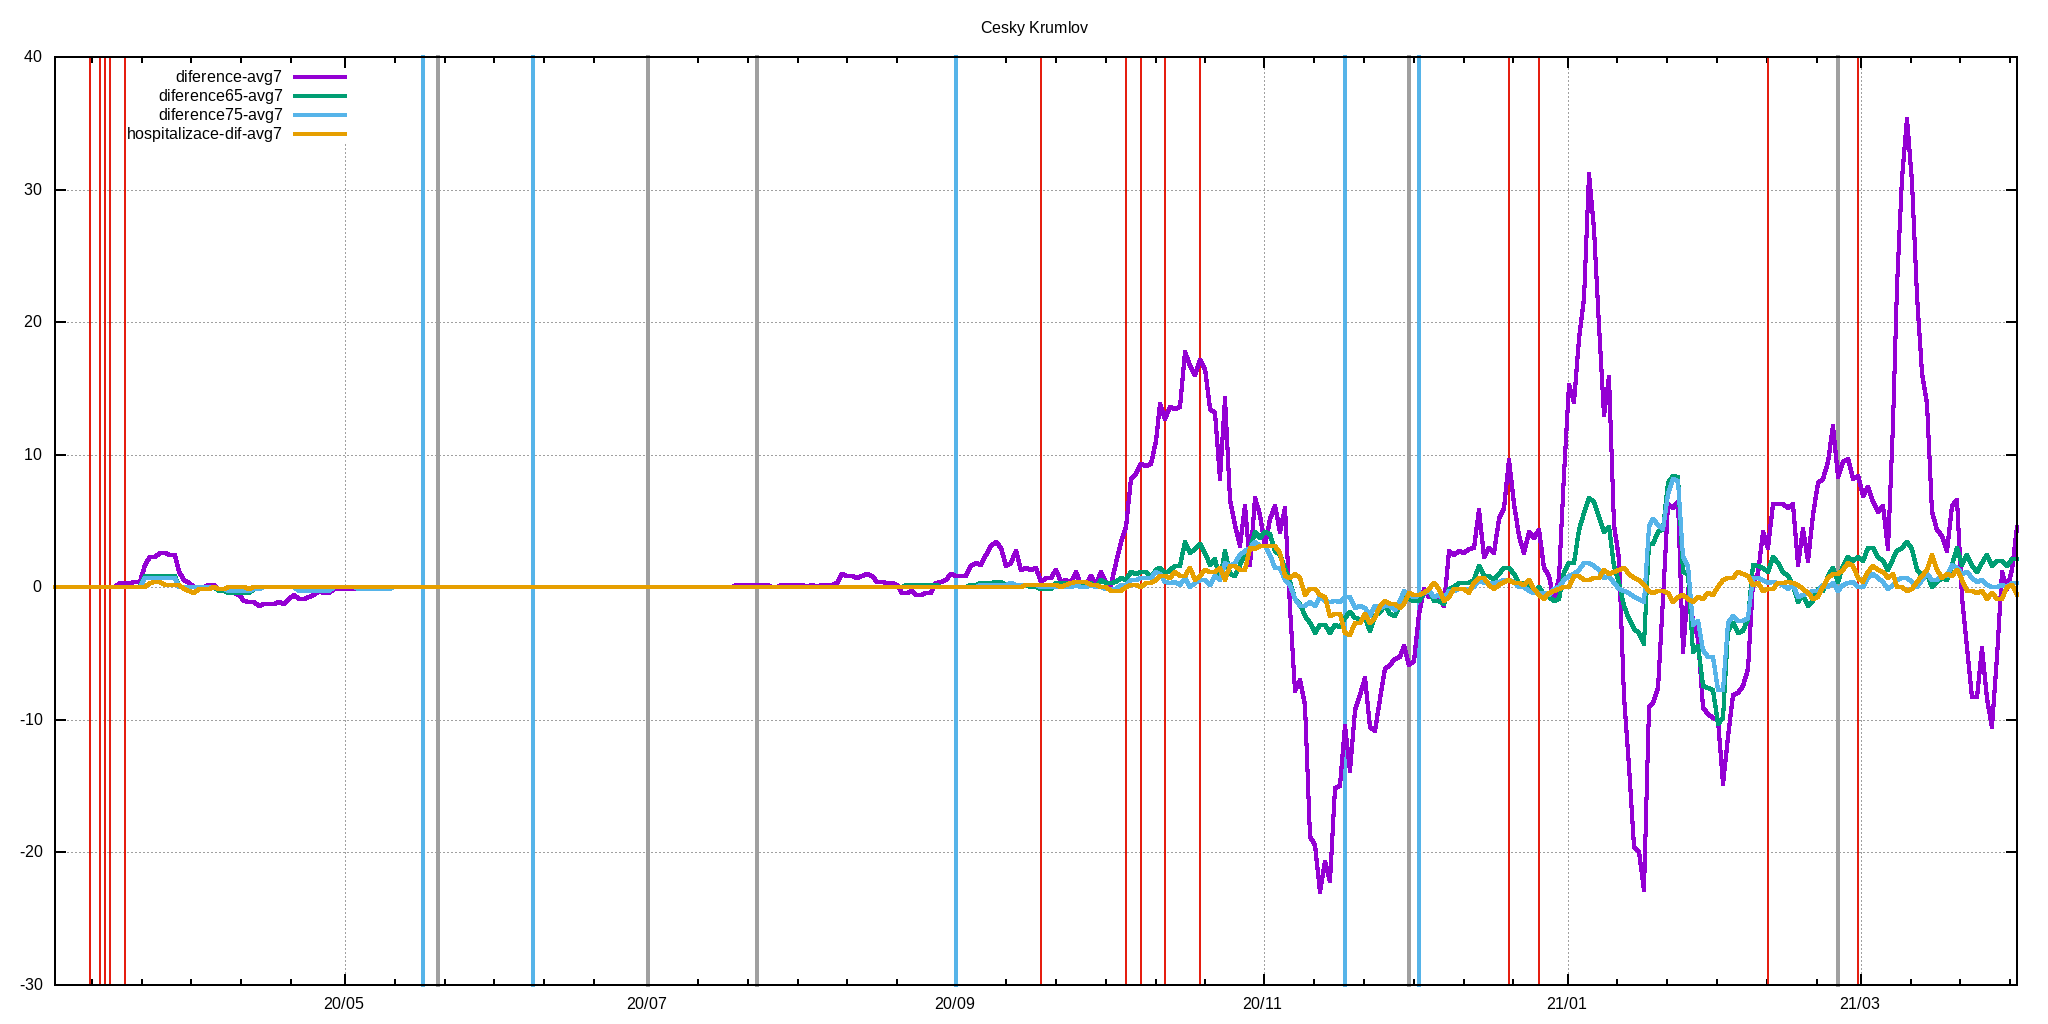 Cesky Krumlov
40
30
20
10
0
-10
-20
-30
diference-avg7
diference65-avg7
diference75-avg7
hospitalizace-dif-avg7
20/05
20/07
20/09
20/11
21/01
21/03